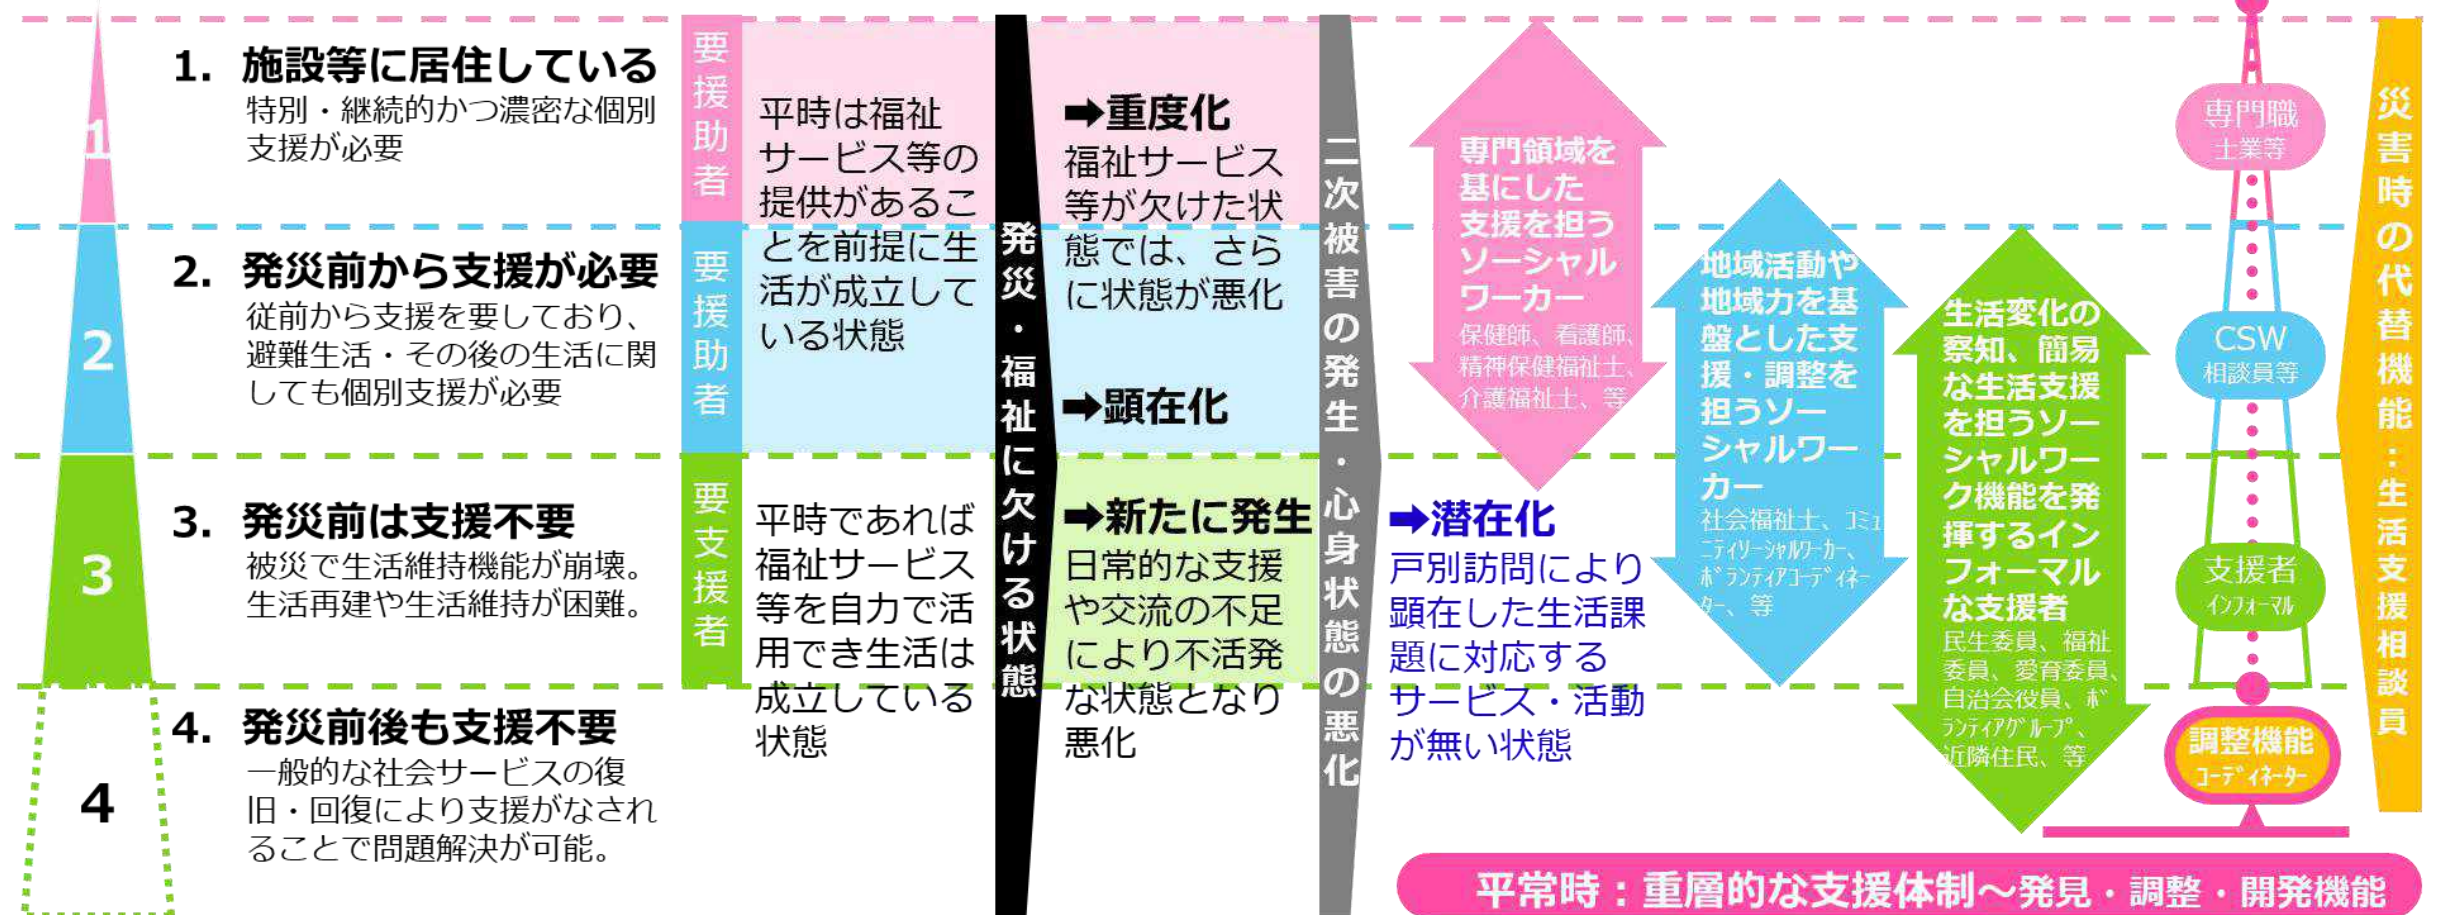 1
1. 施設等に居住している
特別・継続的かつ濃密な個別
支援が必要
2
2. 発災前から支援が必要
従前から支援を要しており、
避難生活・その後の生活に関
しても個別支援が必要
3
3. 発災前は支援不要
被災で生活維持機能が崩壊。
生活再建や生活維持が困難。
4
4. 発災前後も支援不要
一般的な社会サービスの復
旧・回復により支援がなされ
ることで問題解決が可能。
要援助者
要援助者
要支援者
平時は福祉
サービス等の
提供があるこ
とを前提に生
活が成立して
いる状態
平時であれば
福祉サービス
等を自力で活
用でき生活は
成立している
状態
発災・福祉に欠ける状態
➡重度化
福祉サービス
等が欠けた状
態では、さら
に状態が悪化
➡顕在化
➡新たに発生
日常的な支援
や交流の不足
により不活発
な状態となり
悪化
二次被害の発生・心身状態の悪化
➡潜在化
戸別訪問により
顕在した生活課
題に対応する
サービス・活動
が無い状態
専門領域を
基にした
支援を担う
ソーシャル
ワーカー
保健師、看護師、
精神保健福祉士、
介護福祉士、等
地域活動や
地域力を基
盤とした支
援・調整を
担うソー
シャルワー
カー
社会福祉士、コミュ
ニティソーシャルワーカー、
ボランティアコーディネー
ター、等
生活変化の
察知、簡易
な生活支援
を担うソー
シャルワー
ク機能を発
揮するイン
フォーマル
な支援者
民生委員、福祉
委員、愛育委員、
自治会役員、ボ
ランティアグループ、
近隣住民、等
専門職
士業等
CSW
相談員等
支援者
インフォーマル
調整機能
コーディネーター
災害時の代替機能：生活支援相談員
平常時：重層的な支援体制～発見・調整・開発機能